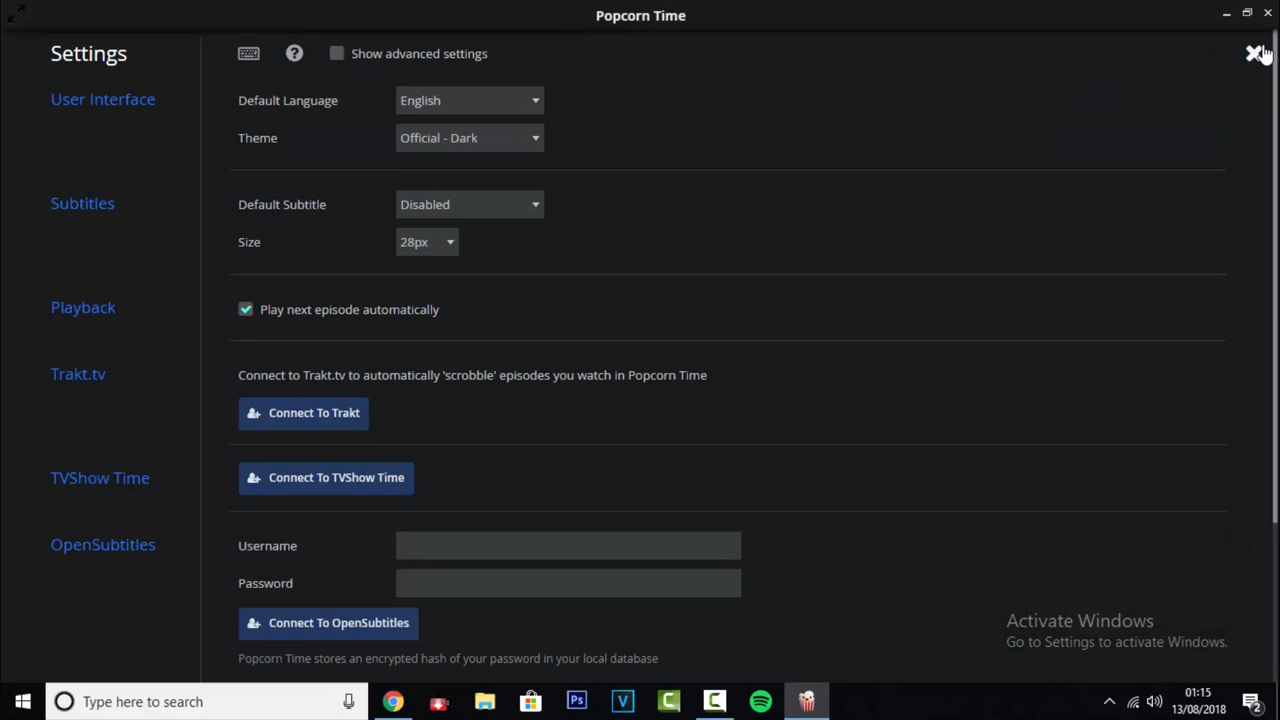 Popcorn Time
Settings
Show advanced settings
User Interface
Default Language English
Theme Official - Dark
Subtitles
Default Subtitle Disabled
Size 28px
Playback
Play next episode automatically
Trakt.tv
Connect to Trakt.tv to automatically 'scrobble' episodes you watch in Popcorn Time
Connect To Trakt
TVShow Time
Connect To TVShow Time
OpenSubtitles
Username
Password
Connect To OpenSubtitles
Popcorn Time stores an encrypted hash of your password in your local database
Activate Windows
Go to Settings to activate Windows.
Type here to search
Ps
V
C
C
01:15
13/08/2018
2